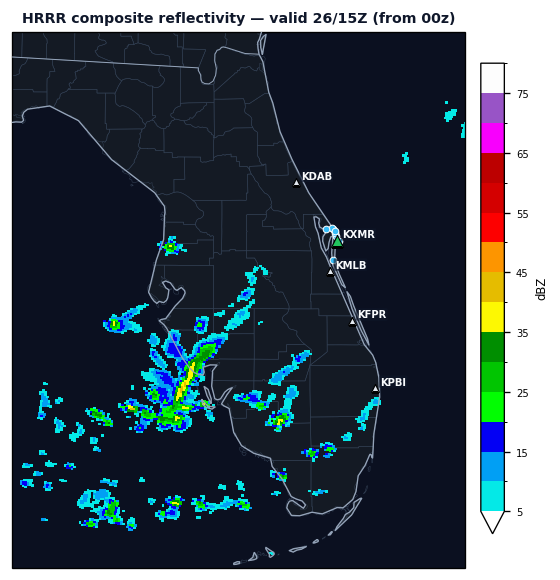 HRRR composite reflectivity — valid 26/15Z (from 00z)
KDAB
KXMR
KMLB
KFPR
KPBI
75
65
55
45
35
25
15
5
dBZ